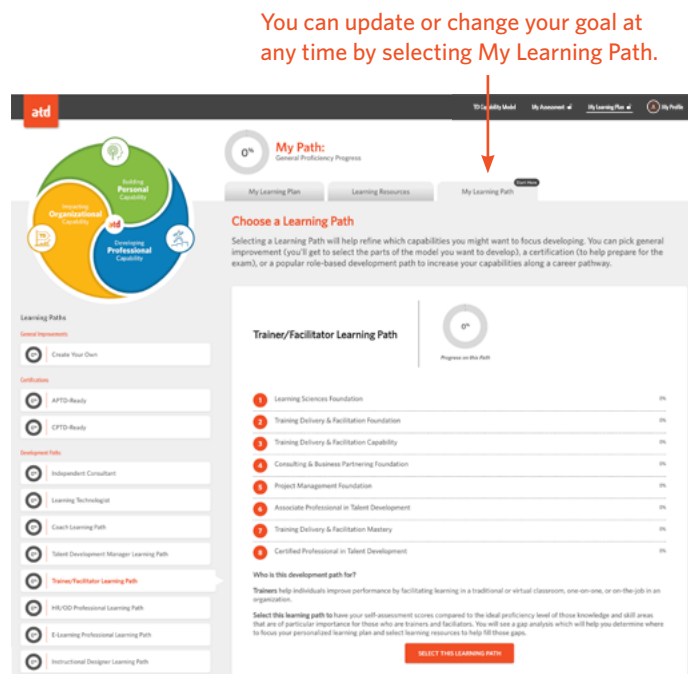 You can update or change your goal at
any time by selecting My Learning Path.
atd
TD Capability Model
My Assessment
My Learning Plan
A
My Profile
Building
Personal
Capability
Impacting
Organizational
Capability
atd
Developing
Professional
Capability
0%
My Path:
General Proficiency Progress
My Learning Plan
Learning Resources
My Learning Path
Start Here
Choose a Learning Path
Selecting a Learning Path will help refine which capabilities you might want to focus developing. You can pick general
improvement (you'll get to select the parts of the model you want to develop), a certification (to help prepare for the
exam), or a popular role-based development path to increase your capabilities along a career pathway.
Learning Paths
General Improvements
0% Create Your Own
Certifications
0% APTD-Ready
0% CPTD-Ready
Development Paths
0% Independent Consultant
0% Learning Technologist
0% Coach Learning Path
0% Talent Development Manager Learning Path
0% Trainer/Facilitator Learning Path
0% HR/OD Professional Learning Path
0% E-Learning Professional Learning Path
0% Instructional Designer Learning Path
Trainer/Facilitator Learning Path
0%
Progress on this Path
1 Learning Sciences Foundation 0%
2 Training Delivery & Facilitation Foundation 0%
3 Training Delivery & Facilitation Capability 0%
4 Consulting & Business Partnering Foundation 0%
5 Project Management Foundation 0%
6 Associate Professional in Talent Development 0%
7 Training Delivery & Facilitation Mastery 0%
8 Certified Professional in Talent Development 0%
Who is this development path for?
Trainers help individuals improve performance by facilitating learning in a traditional or virtual classroom, one-on-one, or on-the-job in an
organization.
Select this learning path to have your self-assessment scores compared to the ideal proficiency level of those knowledge and skill areas
that are of particular importance for those who are trainers and faciliators. You will see a gap analysis which will help you determine where
to focus your personalized learning plan and select learning resources to help fill those gaps.
SELECT THIS LEARNING PATH